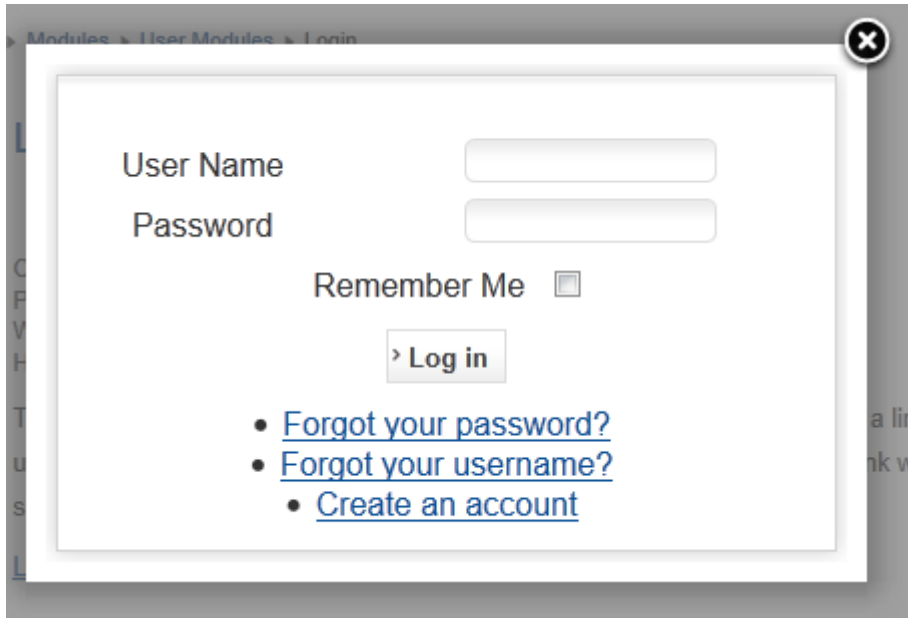 Modules User Modules Login
User Name
Password
Remember Me
Log in
Forgot your password?
Forgot your username?
Create an account
a